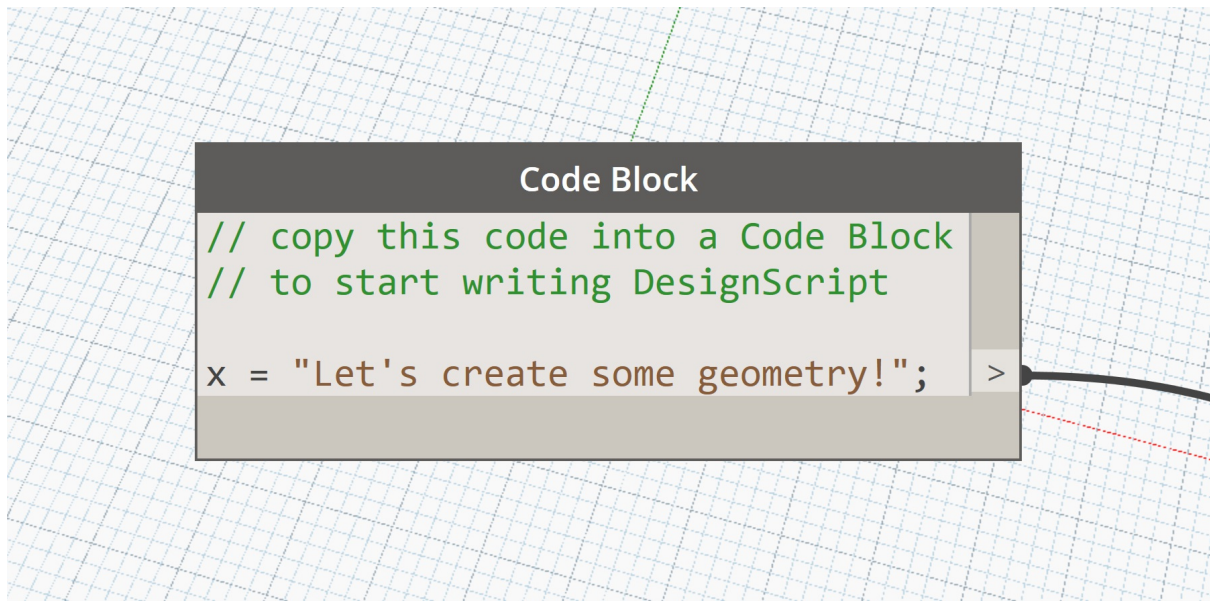 Code Block
// copy this code into a Code Block
// to start writing DesignScript
x = "Let's create some geometry!";
>